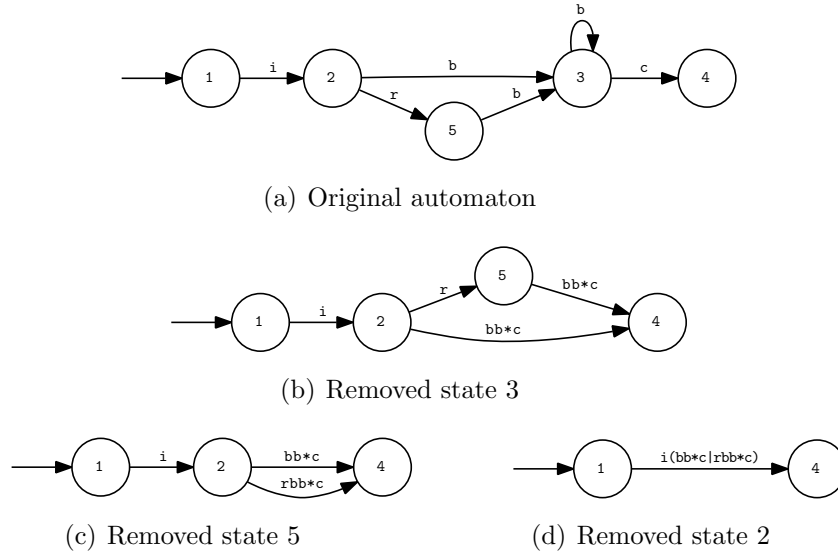 b
1 i 2 b 3 c 4
r b
5
(a) Original automaton
5
r bb*c
1 i 2 4
bb*c
(b) Removed state 3
1 i 2 bb*c 4
rbb*c
(c) Removed state 5
1 i(bb*c|rbb*c) 4
(d) Removed state 2